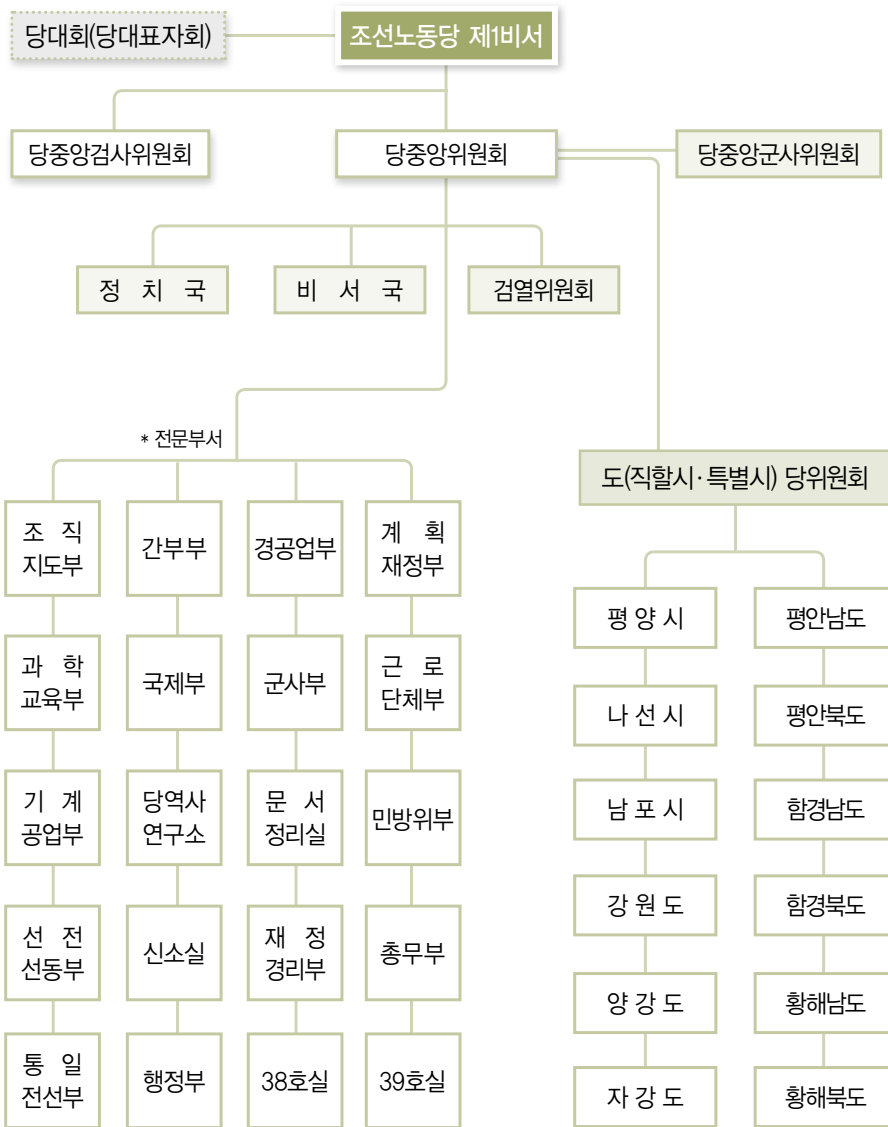 당대회(당대표자회)
조선노동당 제1비서
당중앙검사위원회
당중앙위원회
당중앙군사위원회
정 치 국
비 서 국
검열위원회
* 전문부서
조 직
지도부
간부부
경공업부
계 획
재정부
과 학
교육부
국제부
군사부
근 로
단체부
기 계
공업부
당역사
연구소
문 서
정리실
민방위부
선 전
선동부
신소실
재 정
경리부
총무부
통 일
전선부
행정부
38호실
39호실
도(직할시·특별시) 당위원회
평 양 시
평안남도
나 선 시
평안북도
남 포 시
함경남도
강 원 도
함경북도
양 강 도
황해남도
자 강 도
황해북도